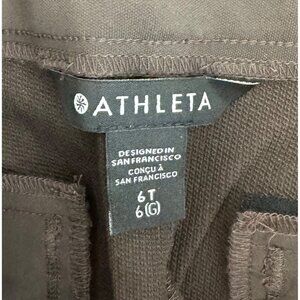 ATHLETA
DESIGNED IN
SAN FRANCISCO
CONÇU À
SAN FRANCISCO
6T
6(G)